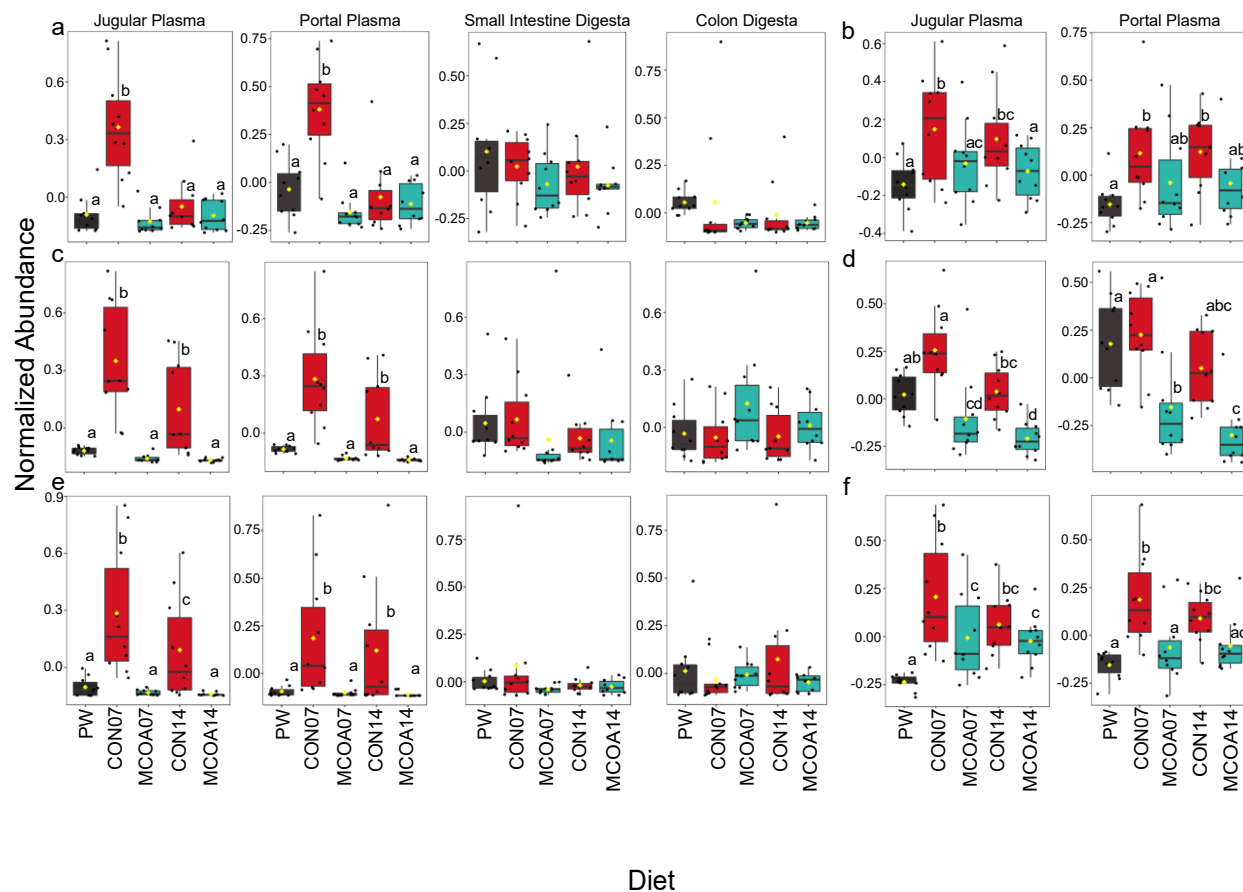 Jugular Plasma Portal Plasma Small Intestine Digesta Colon Digesta Jugular Plasma Portal Plasma
a b
0.6 0.3 0.0
b a a a a
0.75 0.50 0.25 0.00 -0.25
a b a a a
0.50 0.25 0.00 -0.25
0.75 0.50 0.25 0.00
0.6 0.4 0.2 0.0 -0.2 -0.4
a b ac bc a
0.75 0.50 0.25 0.00 -0.25
a b ab b ab
c d
0.6 0.3 0.0
a b a b a
0.6 0.3 0.0
a b a b a
0.6 0.3 0.0
0.6 0.3 0.0
0.50 0.25 0.00 -0.25
ab a cd bc d
0.50 0.25 0.00
a a b abc c
e f
0.9 0.6 0.3 0.0
a b a c a
0.75 0.50 0.25 0.00
a b a b a
0.75 0.50 0.25 0.00
0.75 0.50 0.25 0.00
0.50 0.25 0.00 -0.25
a b c bc c
0.50 0.25 0.00 -0.25
a b a bc ac
PW CON07 MCOA07 CON14 MCOA14
PW CON07 MCOA07 CON14 MCOA14
PW CON07 MCOA07 CON14 MCOA14
PW CON07 MCOA07 CON14 MCOA14
PW CON07 MCOA07 CON14 MCOA14
PW CON07 MCOA07 CON14 MCOA14
Normalized Abundance
Diet